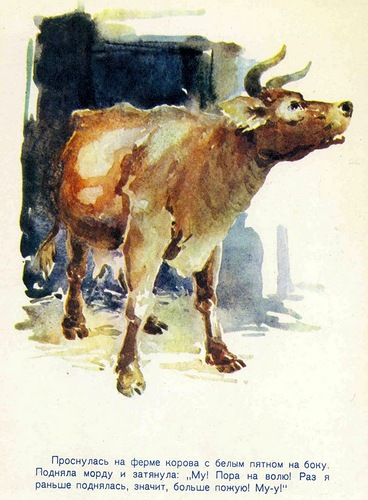 Проснулась на ферме корова с белым пятном на боку.
Подняла морду и затянула: „Му! Пора на волю! Раз я
раньше поднялась, значит, больше пожую! Му-у!"